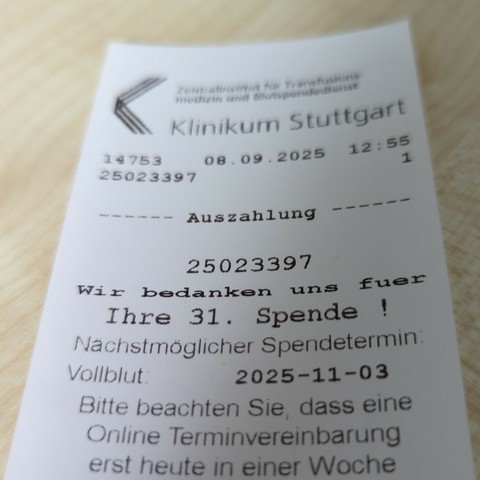 Zentralinstitut für Transfusions-
medizin und Blutspendedienst
Klinikum Stuttgart
14753 08.09.2025 12:55
25023397 1
------ Auszahlung ------
25023397
Wir bedanken uns fuer
Ihre 31. Spende !
Nächstmöglicher Spendetermin:
Vollblut: 2025-11-03
Bitte beachten Sie, dass eine
Online Terminvereinbarung
erst heute in einer Woche